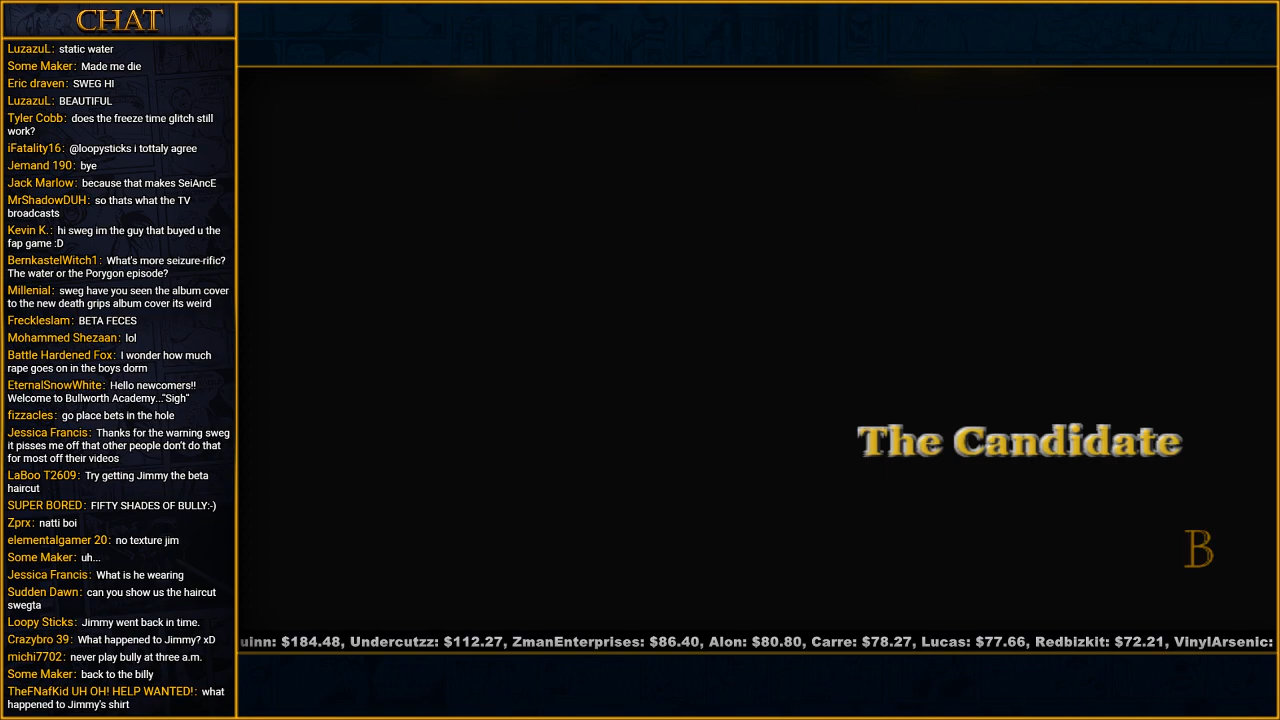 CHAT
LuzazuL: static water
Some Maker: Made me die
Eric draven: SWEG HI
LuzazuL: BEAUTIFUL
Tyler Cobb: does the freeze time glitch still
work?
iFatality16: @loopysticks i tottaly agree
Jemand 190: bye
Jack Marlow: because that makes SeiAncE
MrShadowDUH: so thats what the TV
broadcasts
Kevin K.: hi sweg im the guy that buyed u the
fap game :D
BernkastelWitch1: What's more seizure-rific?
The water or the Porygon episode?
Millenial: sweg have you seen the album cover
to the new death grips album cover its weird
Freckleslam: BETA FECES
Mohammed Shezaan: lol
Battle Hardened Fox: I wonder how much
rape goes on in the boys dorm
EternalSnowWhite: Hello newcomers!!
Welcome to Bullworth Academy..."Sigh"
fizzacles: go place bets in the hole
Jessica Francis: Thanks for the warning sweg
it pisses me off that other people don't do that
for most off their videos
LaBoo T2609: Try getting Jimmy the beta
haircut
SUPER BORED: FIFTY SHADES OF BULLY:-)
Zprx: natti boi
elementalgamer 20: no texture jim
Some Maker: uh...
Jessica Francis: What is he wearing
Sudden Dawn: can you show us the haircut
swegta
Loopy Sticks: Jimmy went back in time.
Crazybro 39: What happened to Jimmy? xD
michi7702: never play bully at three a.m.
Some Maker: back to the billy
TheFNafKid UH OH! HELP WANTED!: what
happened to Jimmy's shirt
The Candidate
B
uinn: $184.48, Undercutzz: $112.27, ZmanEnterprises: $86.40, Alon: $80.80, Carre: $78.27, Lucas: $77.66, Redbizkit: $72.21, VinylArsenic: